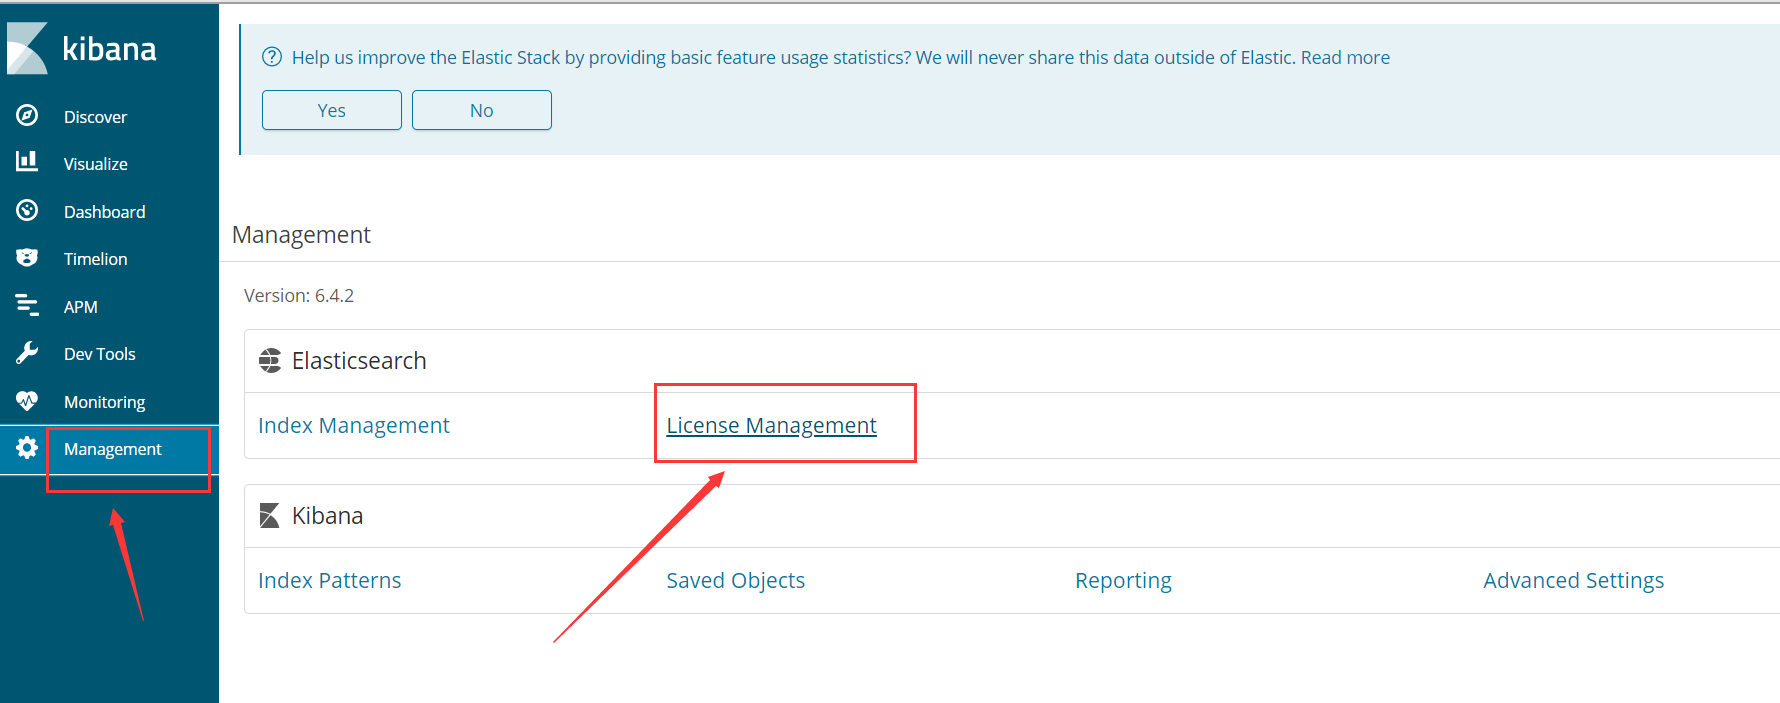 kibana
Discover
Visualize
Dashboard
Timelion
APM
Dev Tools
Monitoring
Management
Help us improve the Elastic Stack by providing basic feature usage statistics? We will never share this data outside of Elastic. Read more
Yes No
Management
Version: 6.4.2
Elasticsearch
Index Management License Management
Kibana
Index Patterns Saved Objects Reporting Advanced Settings